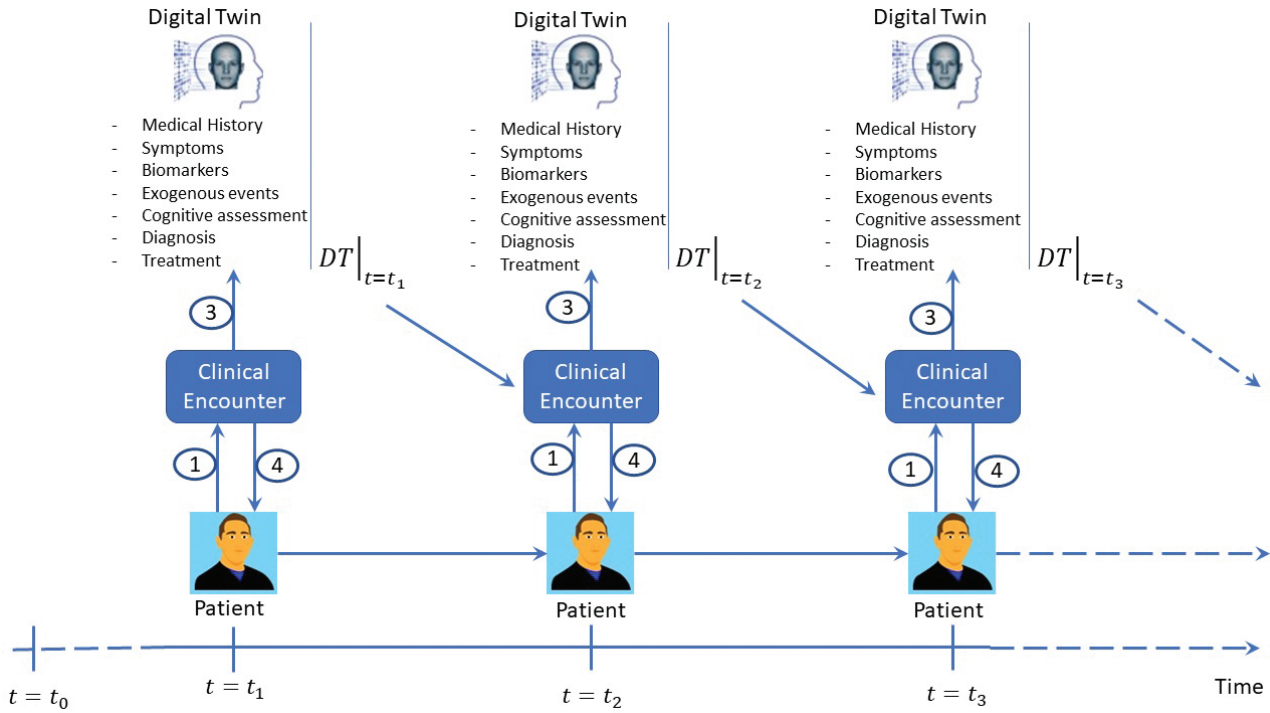 Digital Twin
- Medical History
- Symptoms
- Biomarkers
- Exogenous events
- Cognitive assessment
- Diagnosis
- Treatment
DT|t=t1
3
Clinical
Encounter
1
4
Patient
Digital Twin
- Medical History
- Symptoms
- Biomarkers
- Exogenous events
- Cognitive assessment
- Diagnosis
- Treatment
DT|t=t2
3
Clinical
Encounter
1
4
Patient
Digital Twin
- Medical History
- Symptoms
- Biomarkers
- Exogenous events
- Cognitive assessment
- Diagnosis
- Treatment
DT|t=t3
3
Clinical
Encounter
1
4
Patient
t = t0
t = t1
t = t2
t = t3
Time